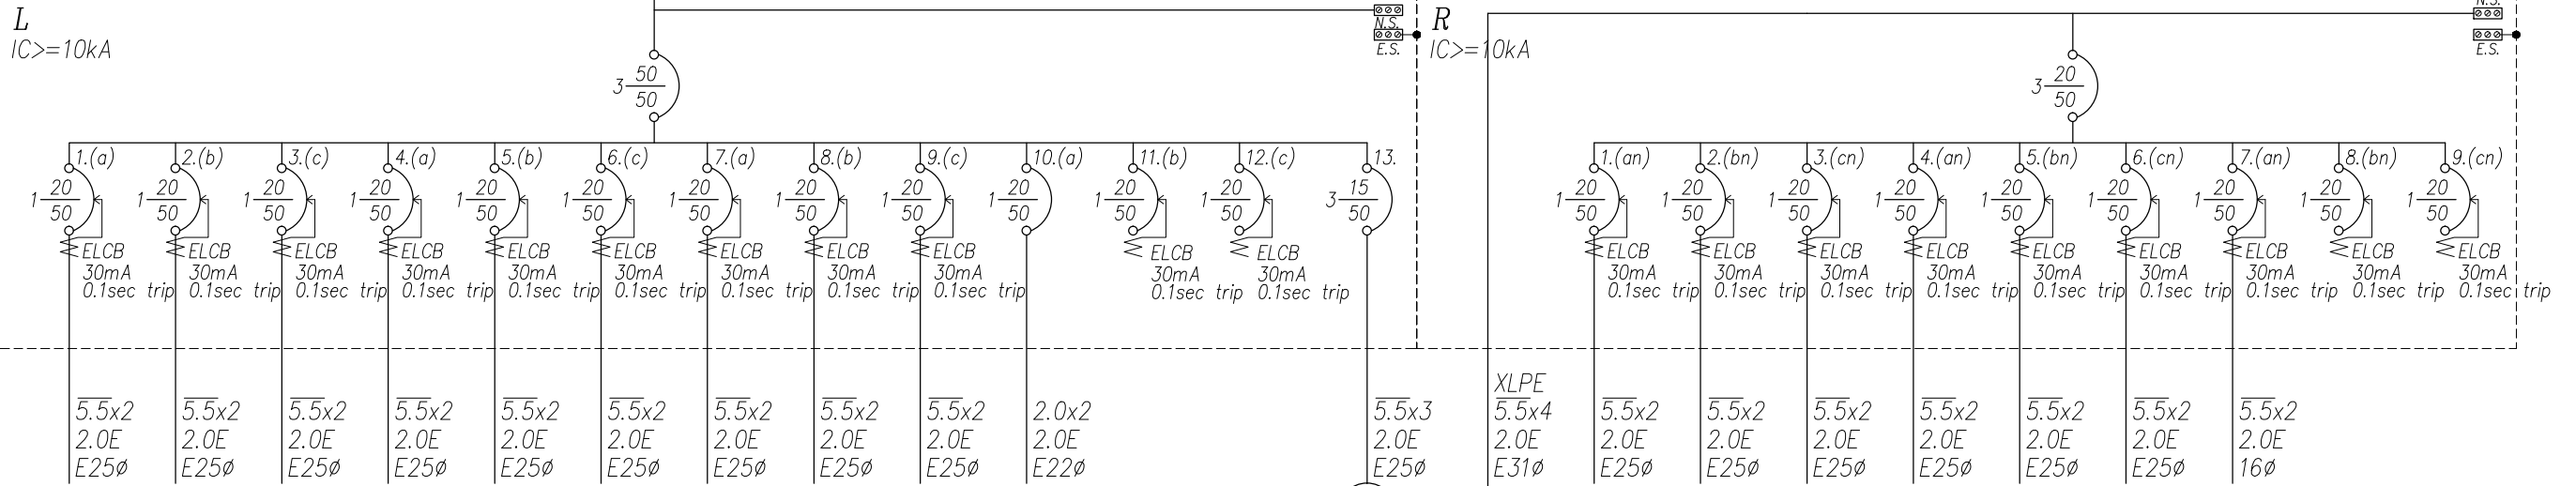 L
IC>=10kA
N.S.
E.S.
3 50
50
1.(a)
1 20
50
ELCB
30mA
0.1sec trip
5.5x2
2.0E
E25ø
2.(b)
1 20
50
ELCB
30mA
0.1sec trip
5.5x2
2.0E
E25ø
3.(c)
1 20
50
ELCB
30mA
0.1sec trip
5.5x2
2.0E
E25ø
4.(a)
1 20
50
ELCB
30mA
0.1sec trip
5.5x2
2.0E
E25ø
5.(b)
1 20
50
ELCB
30mA
0.1sec trip
5.5x2
2.0E
E25ø
6.(c)
1 20
50
ELCB
30mA
0.1sec trip
5.5x2
2.0E
E25ø
7.(a)
1 20
50
ELCB
30mA
0.1sec trip
5.5x2
2.0E
E25ø
8.(b)
1 20
50
ELCB
30mA
0.1sec trip
5.5x2
2.0E
E25ø
9.(c)
1 20
50
ELCB
30mA
0.1sec trip
5.5x2
2.0E
E25ø
10.(a)
1 20
50
2.0x2
2.0E
E22ø
11.(b)
1 20
50
ELCB
30mA
0.1sec trip
12.(c)
1 20
50
ELCB
30mA
0.1sec trip
13.
3 15
50
5.5x3
2.0E
E25ø
R
IC>=10kA
N.S.
E.S.
3 20
50
XLPE
5.5x4
2.0E
E31ø
1.(an)
1 20
50
ELCB
30mA
0.1sec trip
5.5x2
2.0E
E25ø
2.(bn)
1 20
50
ELCB
30mA
0.1sec trip
5.5x2
2.0E
E25ø
3.(cn)
1 20
50
ELCB
30mA
0.1sec trip
5.5x2
2.0E
E25ø
4.(an)
1 20
50
ELCB
30mA
0.1sec trip
5.5x2
2.0E
E25ø
5.(bn)
1 20
50
ELCB
30mA
0.1sec trip
5.5x2
2.0E
E25ø
6.(cn)
1 20
50
ELCB
30mA
0.1sec trip
5.5x2
2.0E
E25ø
7.(an)
1 20
50
ELCB
30mA
0.1sec trip
5.5x2
2.0E
16ø
8.(bn)
1 20
50
ELCB
30mA
0.1sec trip
9.(cn)
1 20
50
ELCB
30mA
0.1sec trip